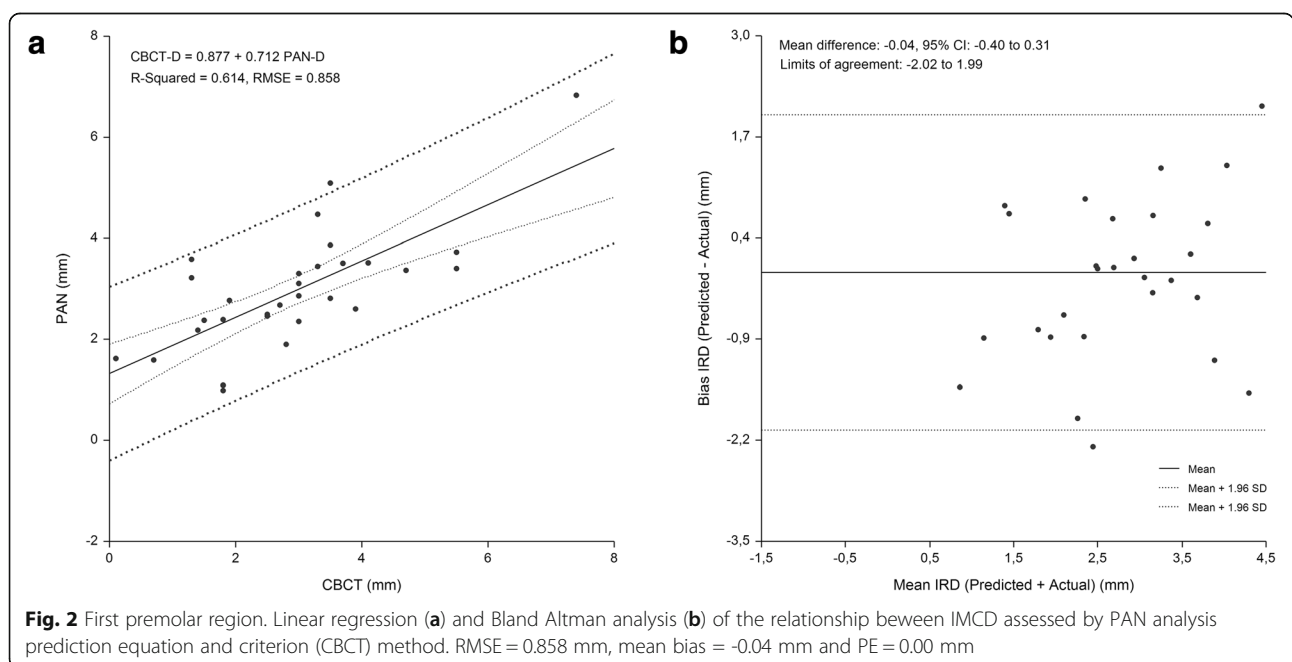 a
CBCT-D = 0.877 + 0.712 PAN-D
R-Squared = 0.614, RMSE = 0.858
8
6
4
2
0
-2
PAN (mm)
0
2
4
6
8
CBCT (mm)
b
Mean difference: -0.04, 95% CI: -0.40 to 0.31
Limits of agreement: -2.02 to 1.99
3,0
1,7
0,4
-0,9
-2,2
-3,5
Bias IRD (Predicted - Actual) (mm)
Mean
Mean + 1.96 SD
Mean + 1.96 SD
-1,5
-0,5
0,5
1,5
2,5
3,5
4,5
Mean IRD (Predicted + Actual) (mm)
Fig. 2 First premolar region. Linear regression (a) and Bland Altman analysis (b) of the relationship beween IMCD assessed by PAN analysis
prediction equation and criterion (CBCT) method. RMSE = 0.858 mm, mean bias = -0.04 mm and PE = 0.00 mm